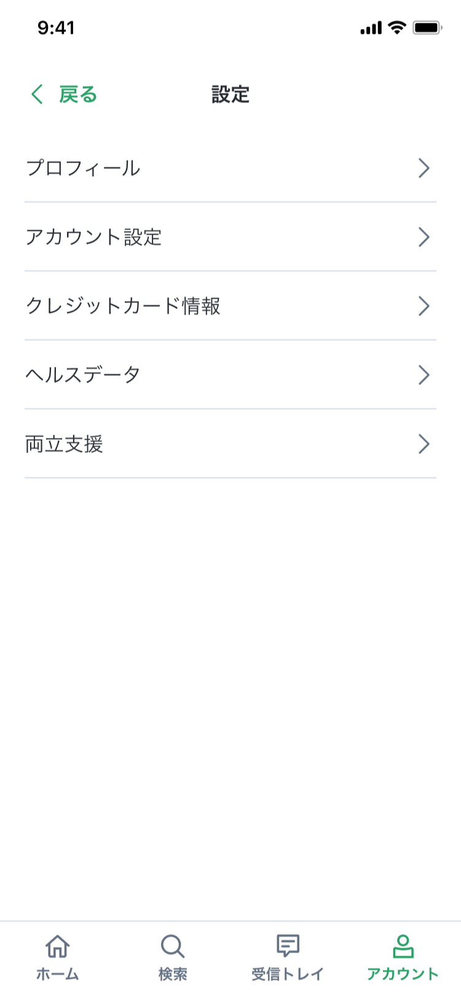 9:41
戻る 設定
プロフィール
アカウント設定
クレジットカード情報
ヘルスデータ
両立支援
ホーム 検索 受信トレイ アカウント